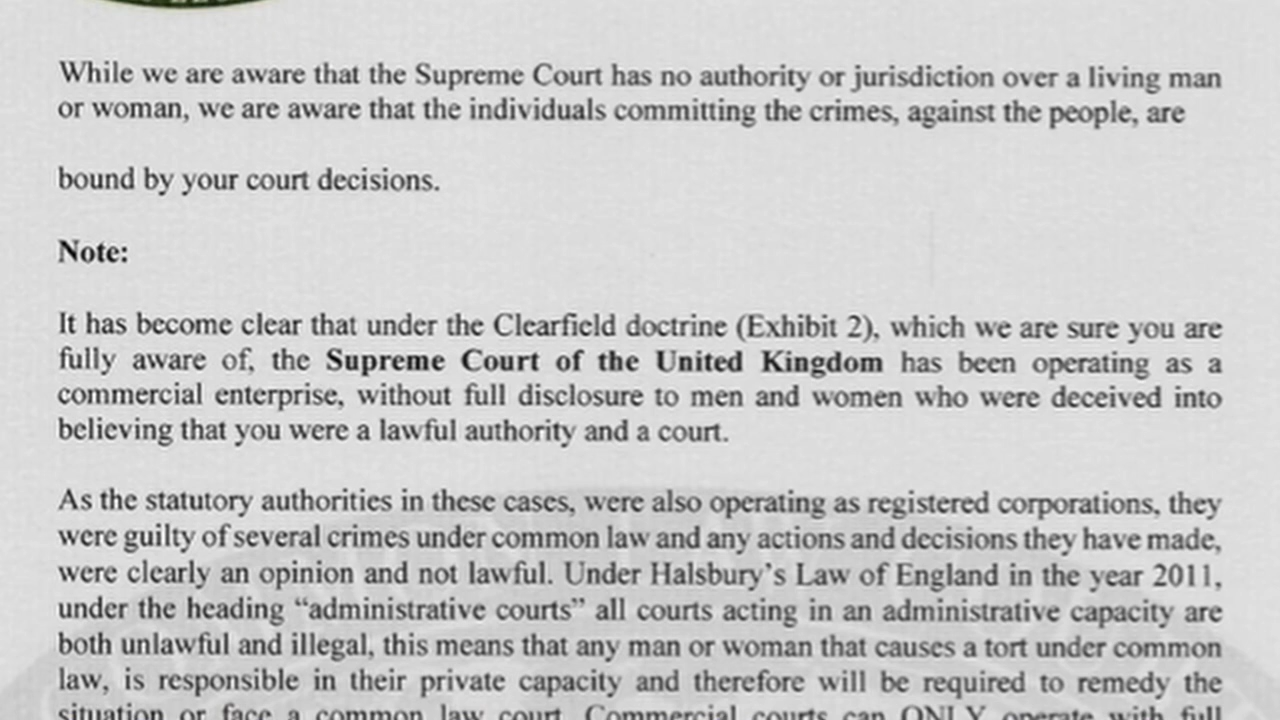 While we are aware that the Supreme Court has no authority or jurisdiction over a living man
or woman, we are aware that the individuals committing the crimes, against the people, are
bound by your court decisions.
Note:
It has become clear that under the Clearfield doctrine (Exhibit 2), which we are sure you are
fully aware of, the Supreme Court of the United Kingdom has been operating as a
commercial enterprise, without full disclosure to men and women who were deceived into
believing that you were a lawful authority and a court.
As the statutory authorities in these cases, were also operating as registered corporations, they
were guilty of several crimes under common law and any actions and decisions they have made,
were clearly an opinion and not lawful. Under Halsbury’s Law of England in the year 2011,
under the heading “administrative courts” all courts acting in an administrative capacity are
both unlawful and illegal, this means that any man or woman that causes a tort under common
law, is responsible in their private capacity and therefore will be required to remedy the
situation or face a common law court. Commercial courts can ONLY operate with full